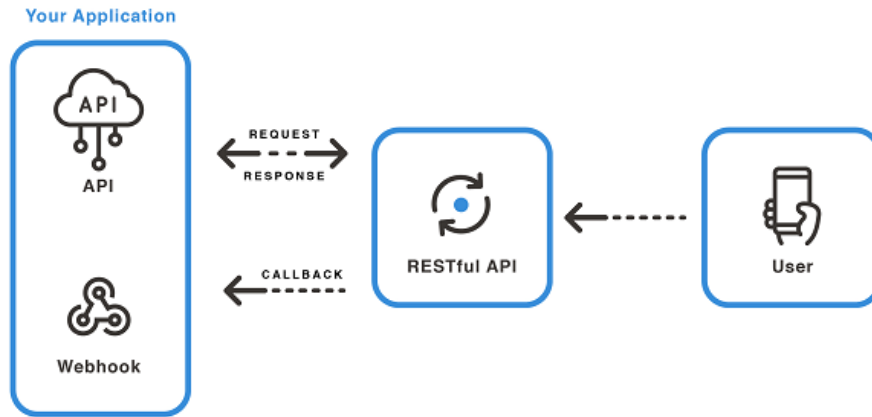 Your Application
API
API
REQUEST
RESPONSE
CALLBACK
Webhook
RESTful API
User